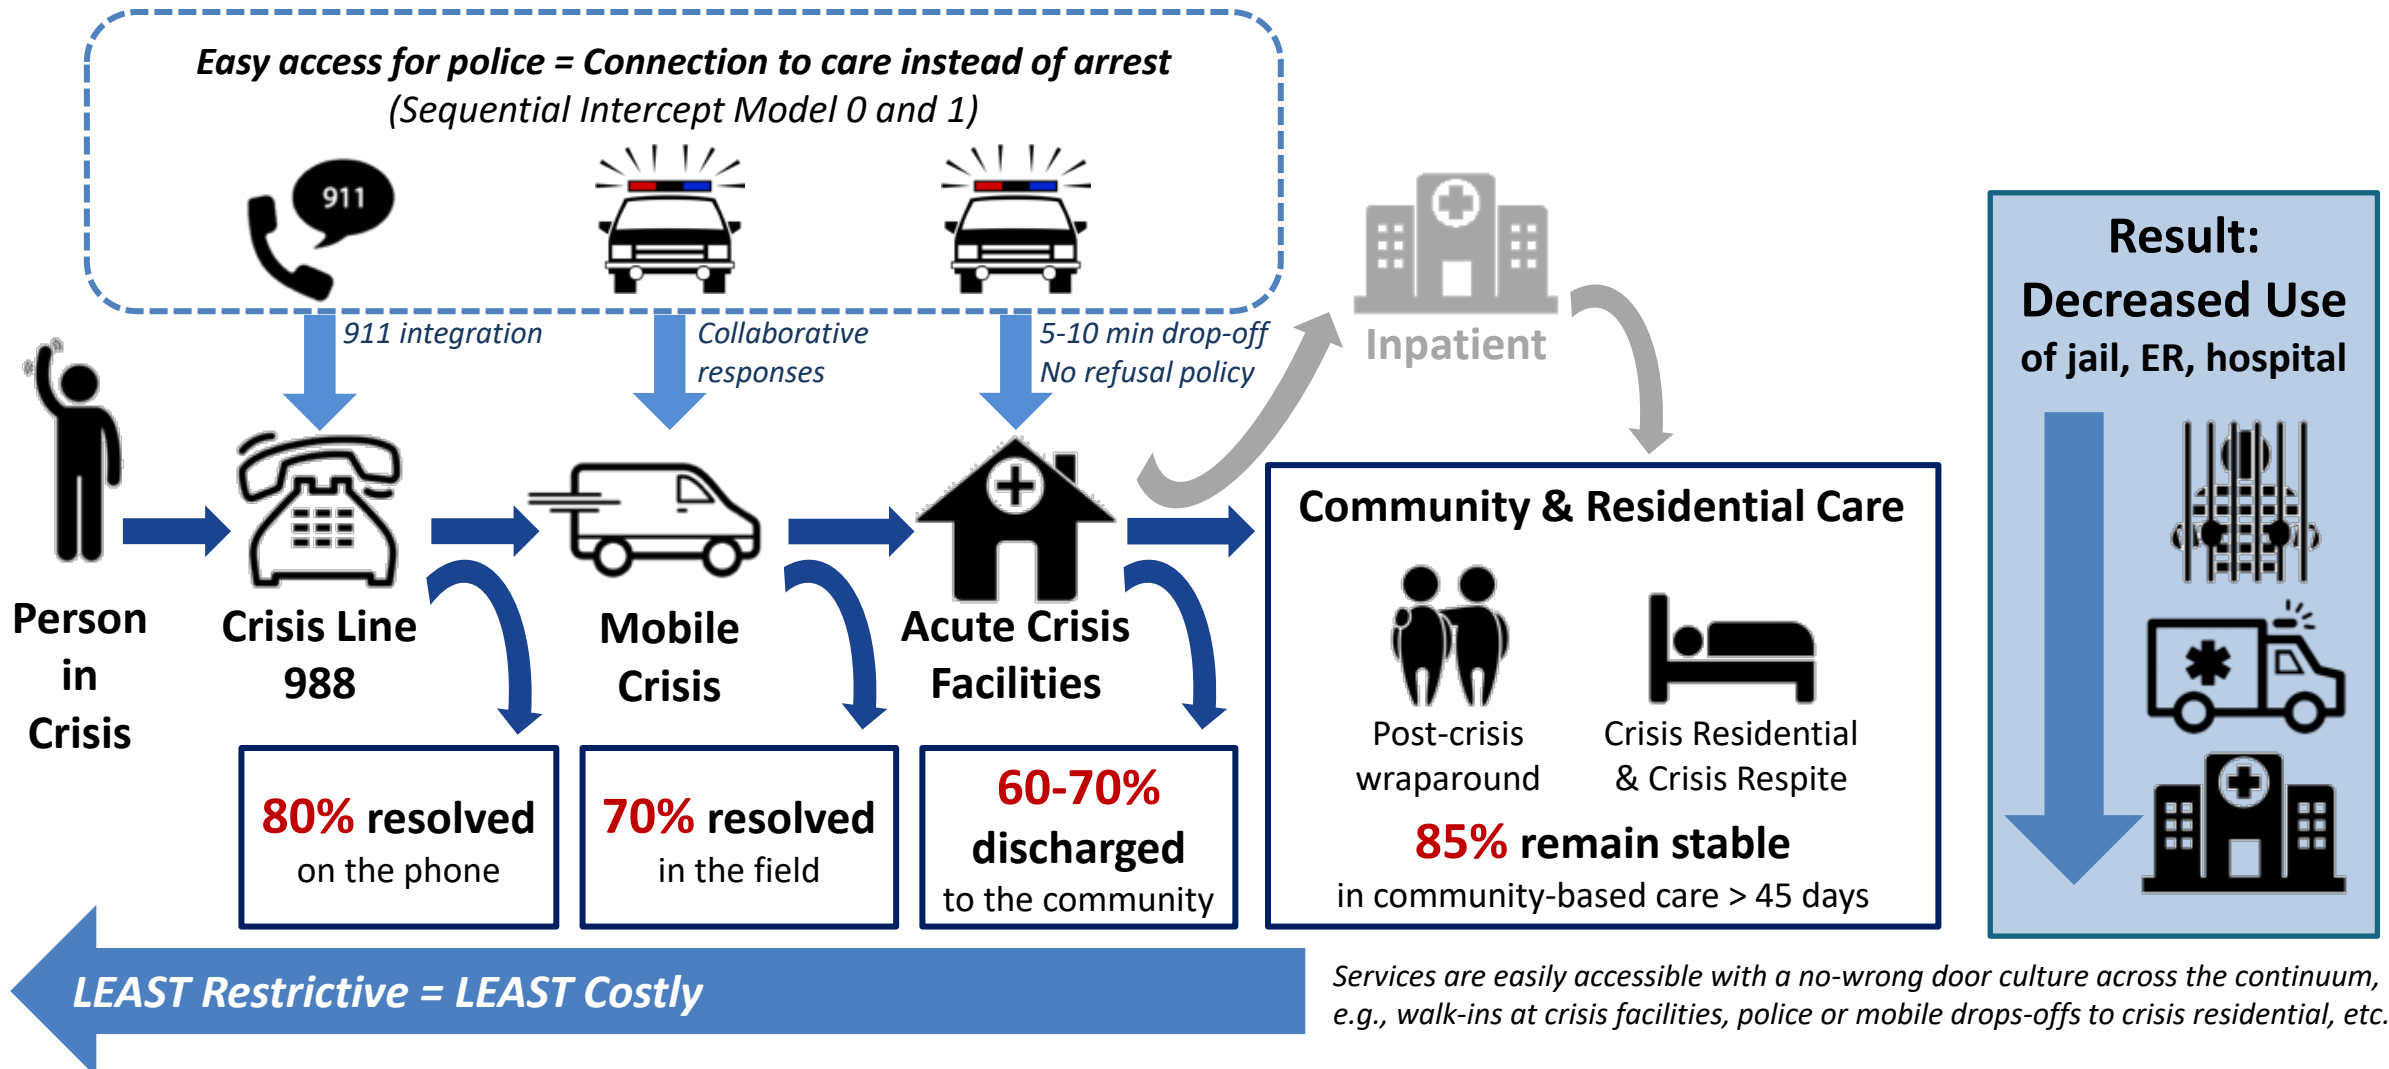 Easy access for police = Connection to care instead of arrest
(Sequential Intercept Model 0 and 1)
911
911 integration
Collaborative
responses
5-10 min drop-off
No refusal policy
Inpatient
Person
in
Crisis
Crisis Line
988
Mobile
Crisis
Acute Crisis
Facilities
80% resolved
on the phone
70% resolved
in the field
60-70%
discharged
to the community
Community & Residential Care
Post-crisis
wraparound
Crisis Residential
& Crisis Respite
85% remain stable
in community-based care > 45 days
Result:
Decreased Use
of jail, ER, hospital
LEAST Restrictive = LEAST Costly
Services are easily accessible with a no-wrong door culture across the continuum,
e.g., walk-ins at crisis facilities, police or mobile drops-offs to crisis residential, etc.